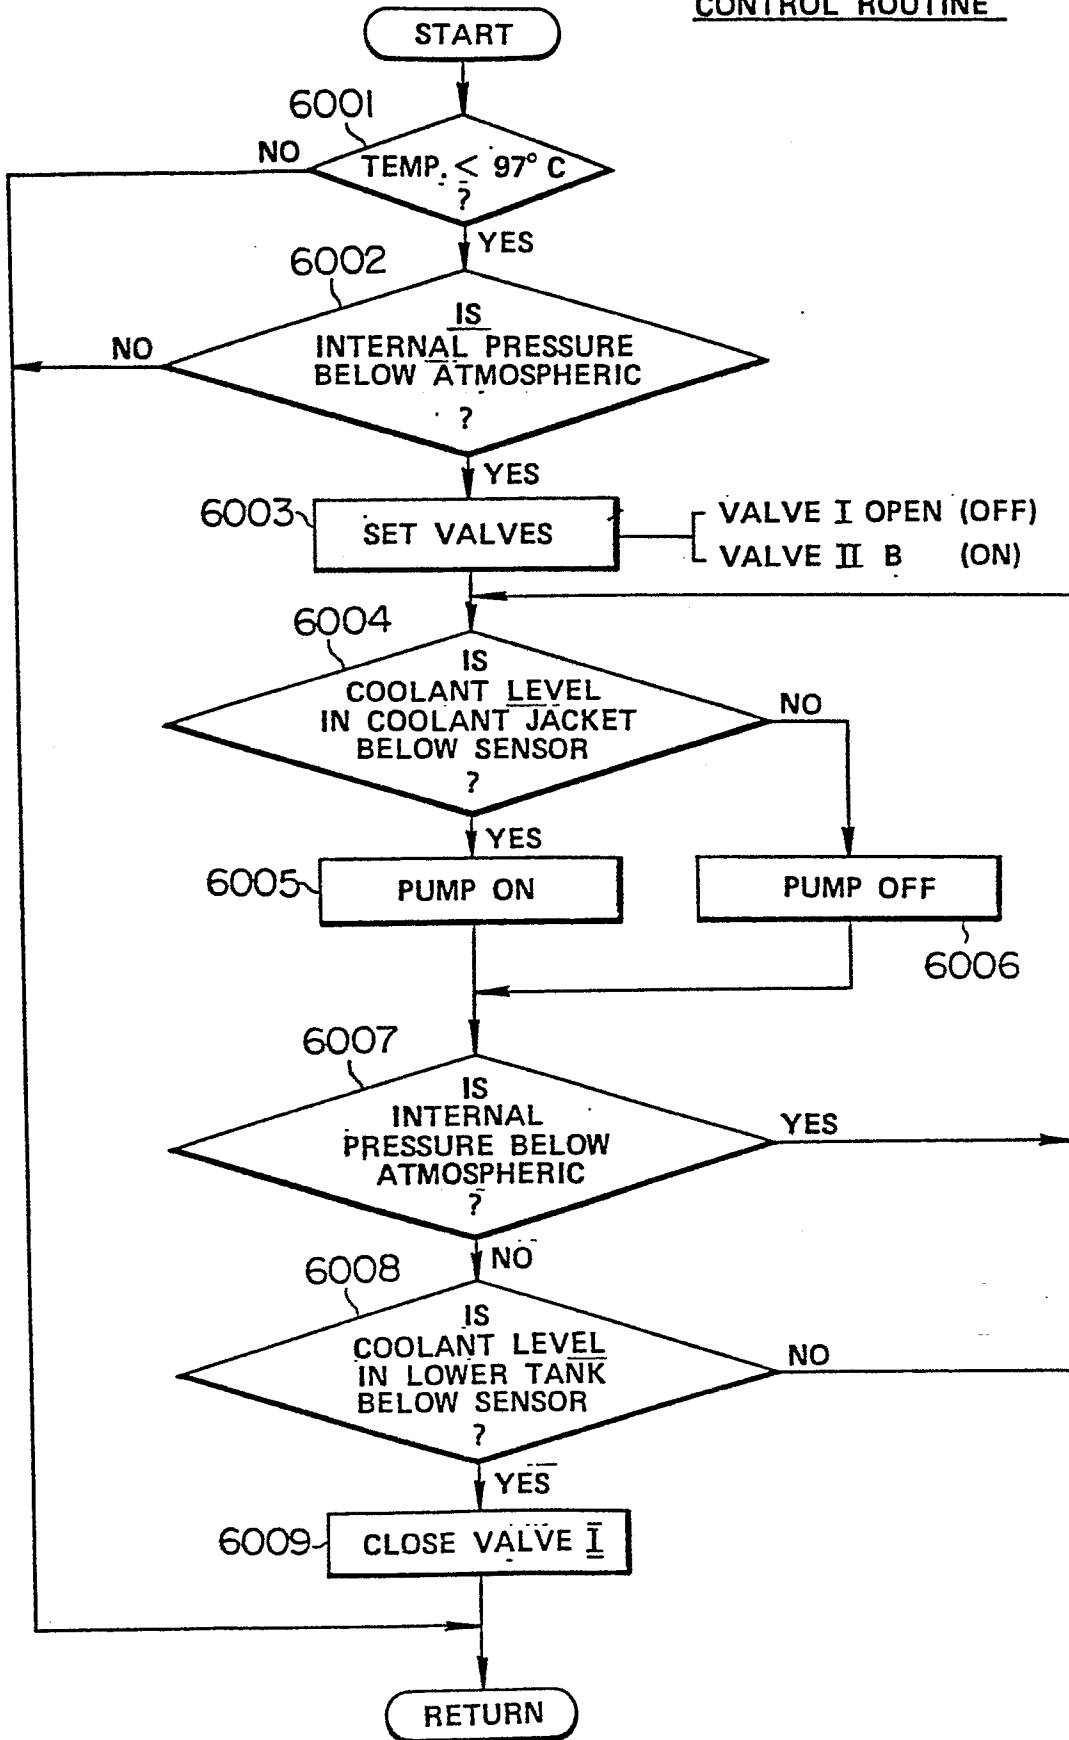 CONTROL ROUTINE
START
6001
NO
TEMP. < 97° C
?
YES
6002
IS
INTERNAL PRESSURE
BELOW ATMOSPHERIC
?
NO
YES
6003
SET VALVES
VALVE I OPEN (OFF)
VALVE II B (ON)
6004
IS
COOLANT LEVEL
IN COOLANT JACKET
BELOW SENSOR
?
NO
YES
6005
PUMP ON
PUMP OFF
6006
6007
IS
INTERNAL
PRESSURE BELOW
ATMOSPHERIC
?
YES
NO
6008
IS
COOLANT LEVEL
IN LOWER TANK
BELOW SENSOR
?
NO
YES
6009
CLOSE VALVE I
RETURN